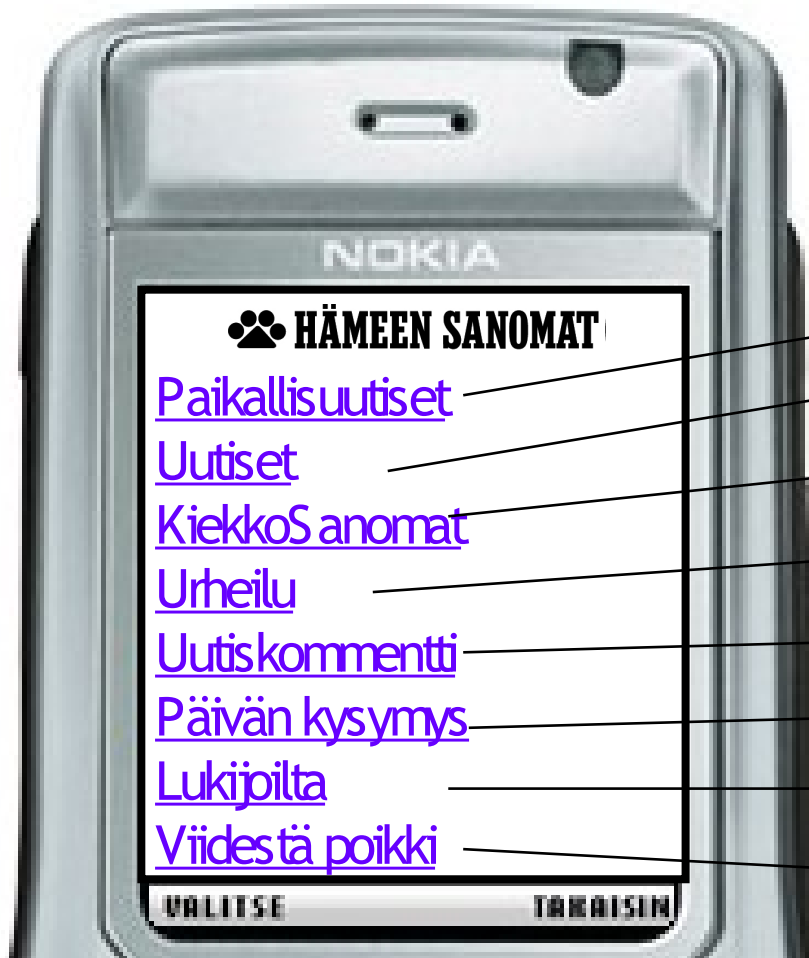 NOKIA
HÄMEEN SANOMAT
Paikallisuutiset
Uutiset
KiekkoSanomat
Urheilu
Uutiskommentti
Päivän kysymys
Lukijoilta
Viidestä poikki
VALITSE TAKAISIN